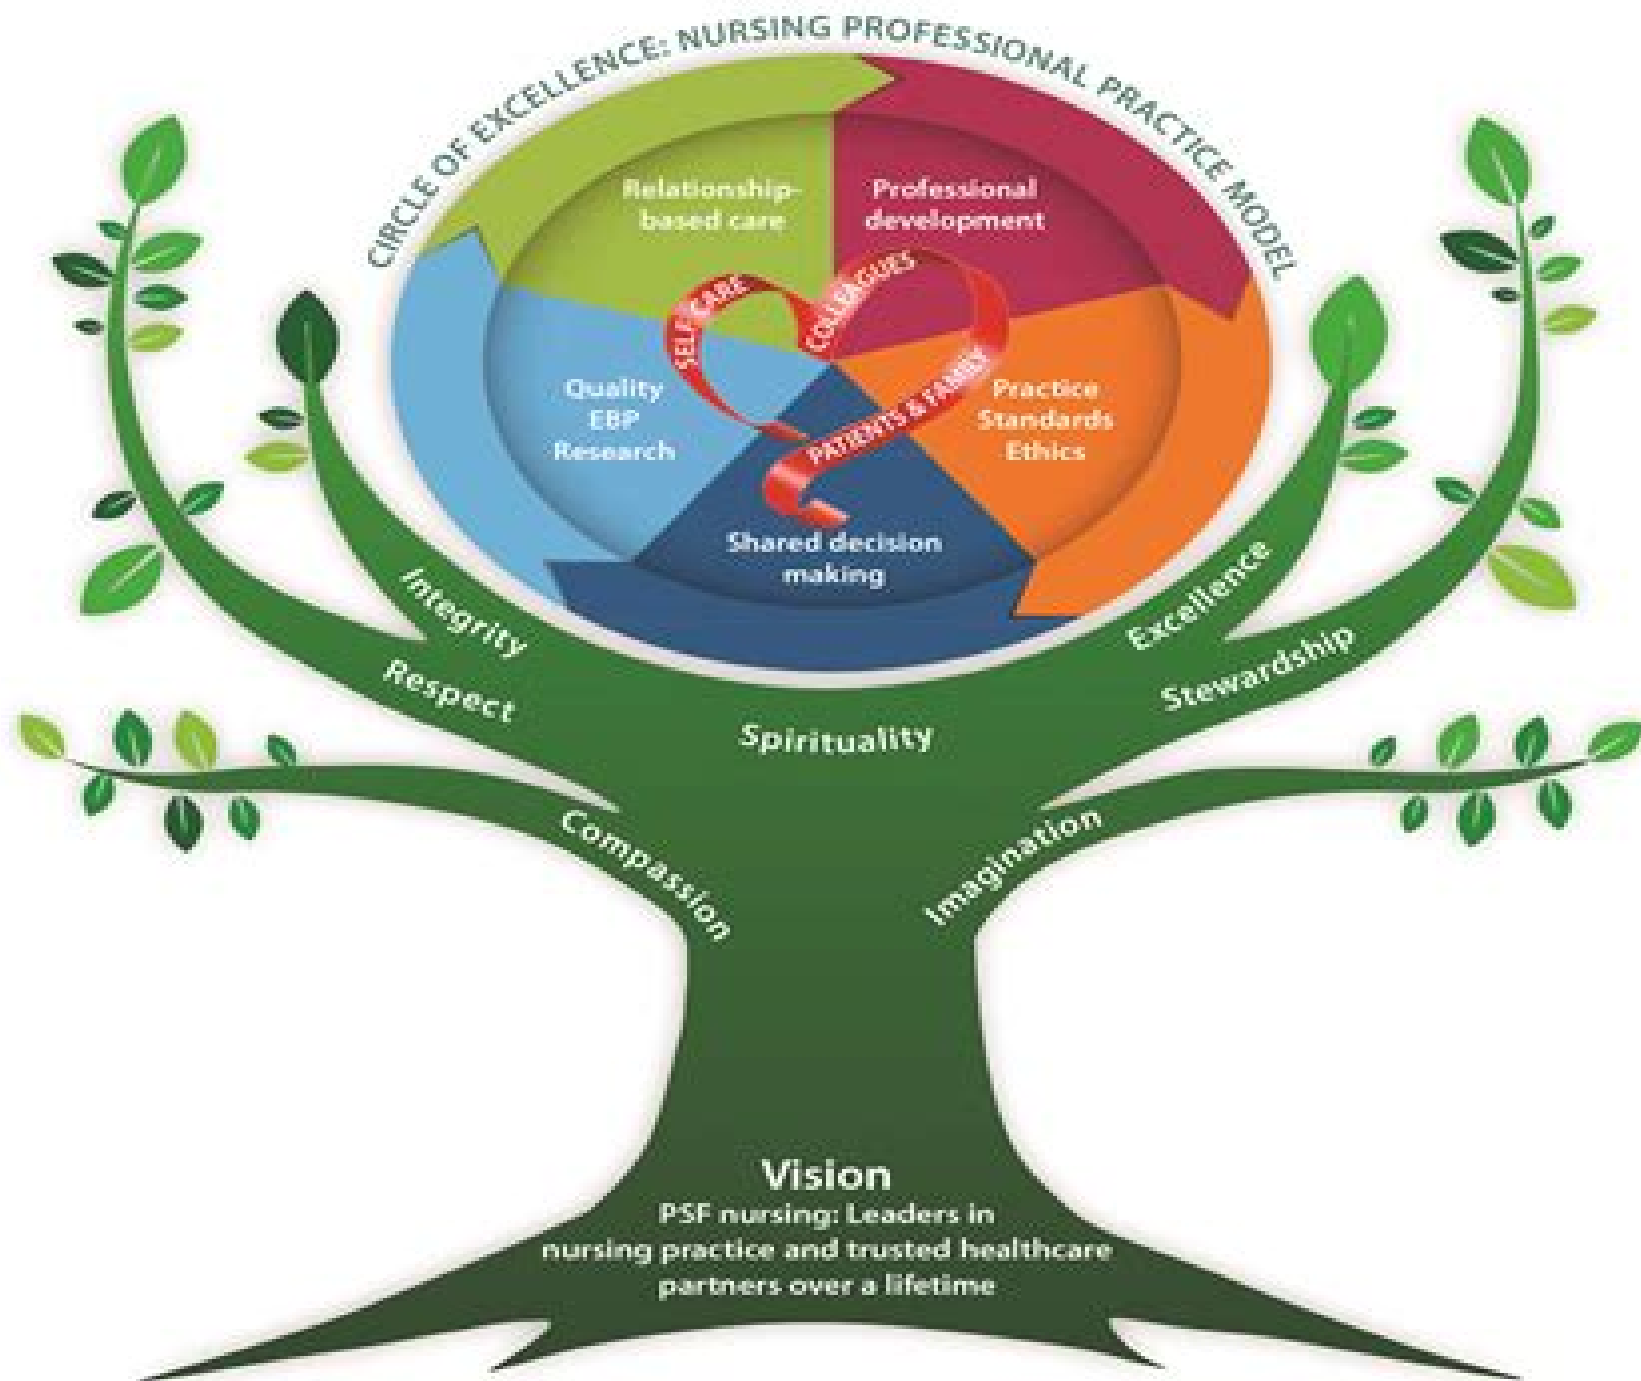 CIRCLE OF EXCELLENCE: NURSING PROFESSIONAL PRACTICE MODEL
Relationship-
based care
Professional
development
SELF CARE
COLLEAGUES
PATIENTS & FAMILY
Quality
EBP
Research
Practice
Standards
Ethics
Shared decision
making
Integrity
Excellence
Respect
Stewardship
Spirituality
Compassion
Imagination
Vision
PSF nursing: Leaders in
nursing practice and trusted healthcare
partners over a lifetime